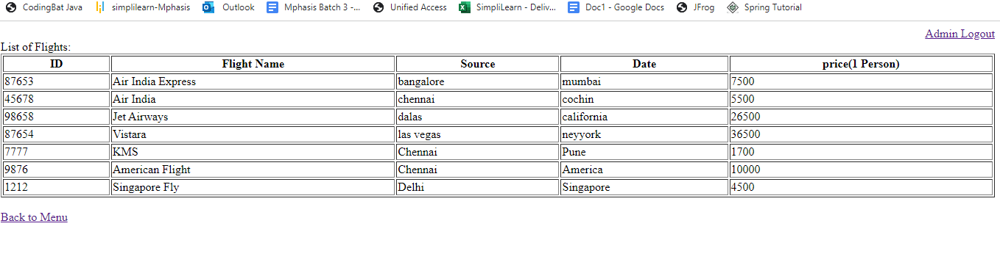 CodingBat Java simplilearn-Mphasis Outlook Mphasis Batch 3 -... Unified Access SimpliLearn - Deliv... Doc1 - Google Docs JFrog Spring Tutorial
Admin Logout
List of Flights:
ID Flight Name Source Date price(1 Person)
87653 Air India Express bangalore mumbai 7500
45678 Air India chennai cochin 5500
98658 Jet Airways dalas california 26500
87654 Vistara las vegas neyyork 36500
7777 KMS Chennai Pune 1700
9876 American Flight Chennai America 10000
1212 Singapore Fly Delhi Singapore 4500
Back to Menu